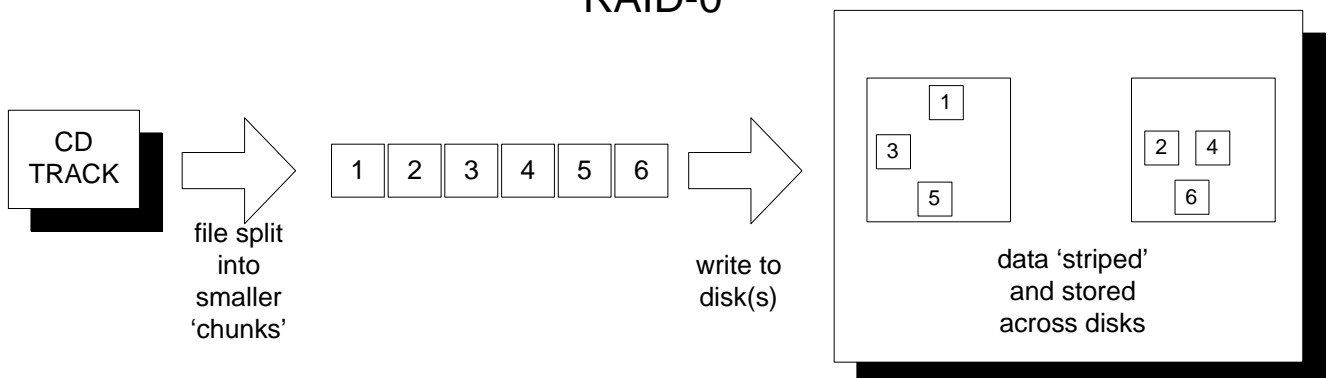 RAID-0
CD
TRACK
file split
into
smaller
‘chunks’
1 2 3 4 5 6
write to
disk(s)
1
3
5
2 4
6
data ‘striped’
and stored
across disks